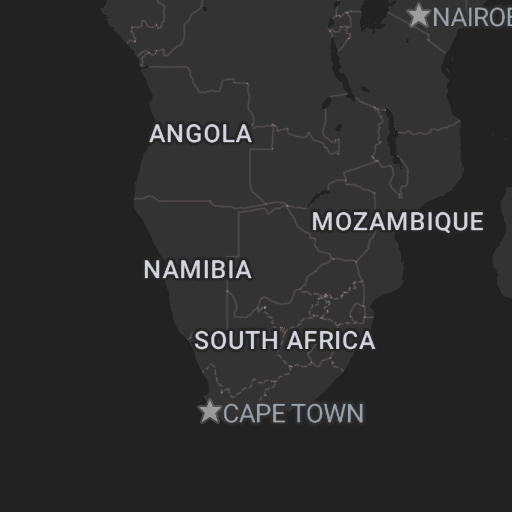 NAIROB
ANGOLA
MOZAMBIQUE
NAMIBIA
SOUTH AFRICA
CAPE TOWN